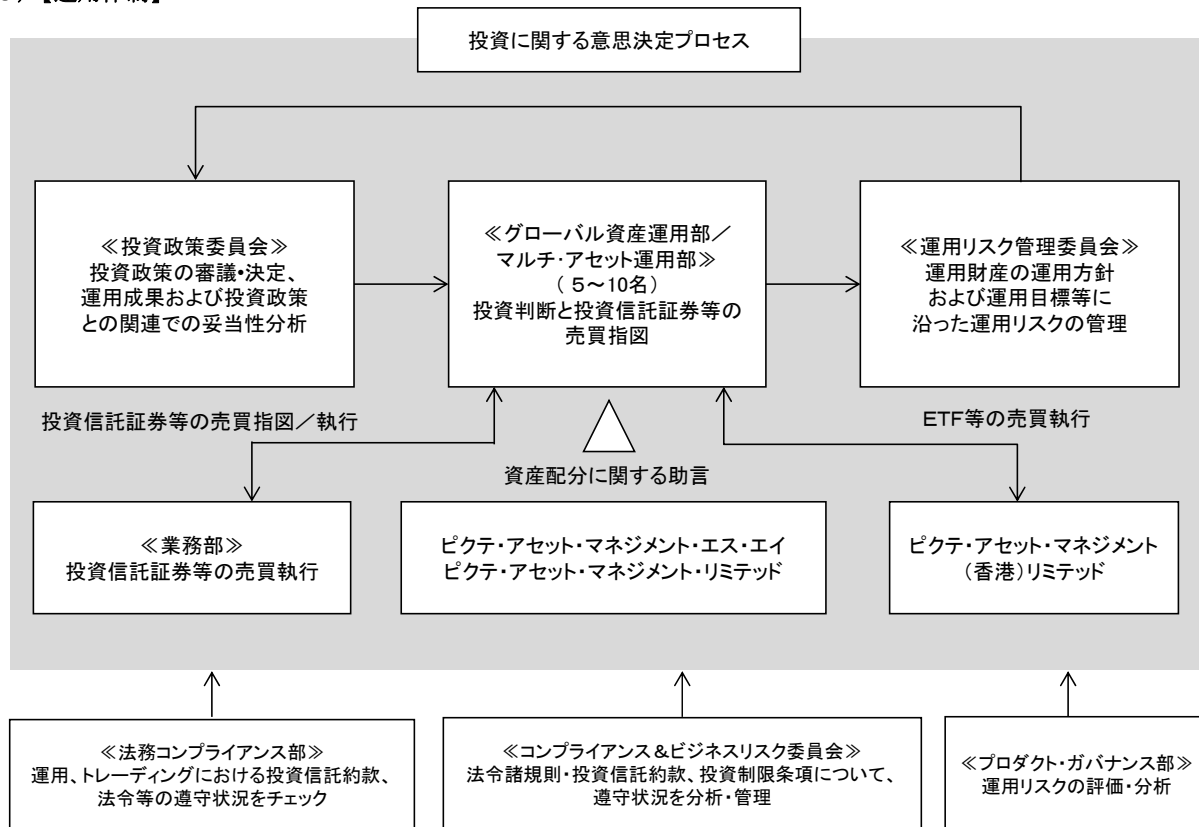 【運用体制】
投資に関する意思決定プロセス
≪投資政策委員会≫
投資政策の審議・決定、
運用成果および投資政策
との関連での妥当性分析
≪グローバル資産運用部／
マルチ・アセット運用部≫
（５～10名）
投資判断と投資信託証券等の
売買指図
≪運用リスク管理委員会≫
運用財産の運用方針
および運用目標等に
沿った運用リスクの管理
投資信託証券等の売買指図／執行
ETF等の売買執行
資産配分に関する助言
≪業務部≫
投資信託証券等の売買執行
ピクテ・アセット・マネジメント・エス・エイ
ピクテ・アセット・マネジメント・リミテッド
ピクテ・アセット・マネジメント
（香港）リミテッド
≪法務コンプライアンス部≫
運用、トレーディングにおける投資信託約款、
法令等の遵守状況をチェック
≪コンプライアンス＆ビジネスリスク委員会≫
法令諸規則・投資信託約款、投資制限条項について、
遵守状況を分析・管理
≪プロダクト・ガバナンス部≫
運用リスクの評価・分析